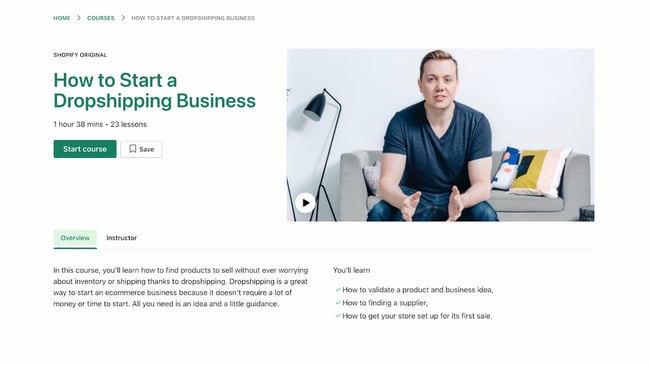 HOME > COURSES > HOW TO START A DROPSHIPPING BUSINESS
SHOPIFY ORIGINAL
How to Start a
Dropshipping Business
1 hour 38 mins • 23 lessons
Start course Save
Overview Instructor
In this course, you'll learn how to find products to sell without ever worrying
about inventory or shipping thanks to dropshipping. Dropshipping is a great
way to start an ecommerce business because it doesn't require a lot of
money or time to start. All you need is an idea and a little guidance.
You'll learn
How to validate a product and business idea,
How to finding a supplier,
How to get your store set up for its first sale.